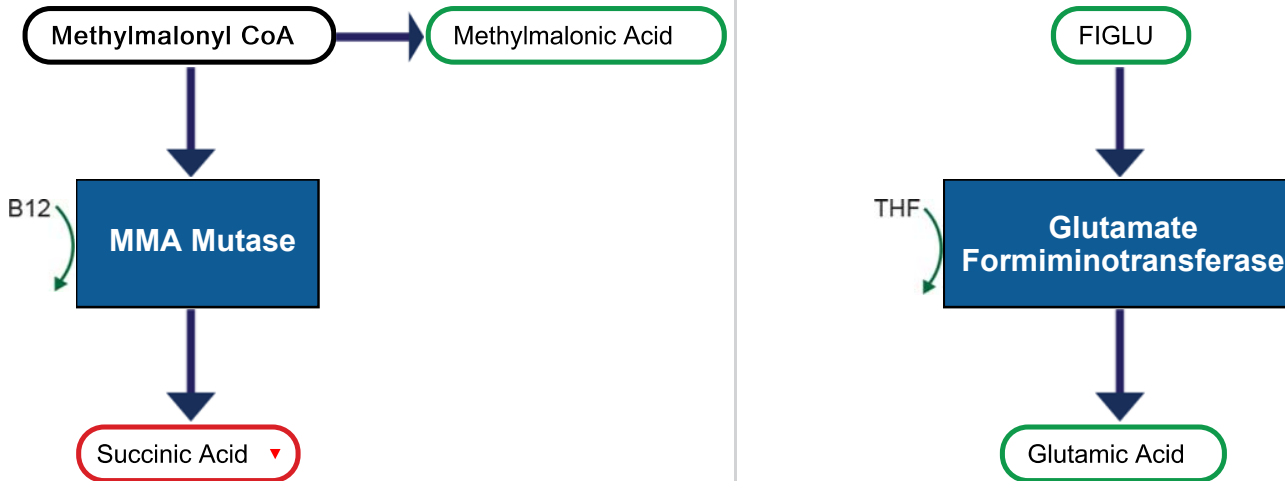 Methylmalonyl CoA
Methylmalonic Acid
FIGLU
B12
MMA Mutase
THF
Glutamate
Formiminotransferase
Succinic Acid
Glutamic Acid